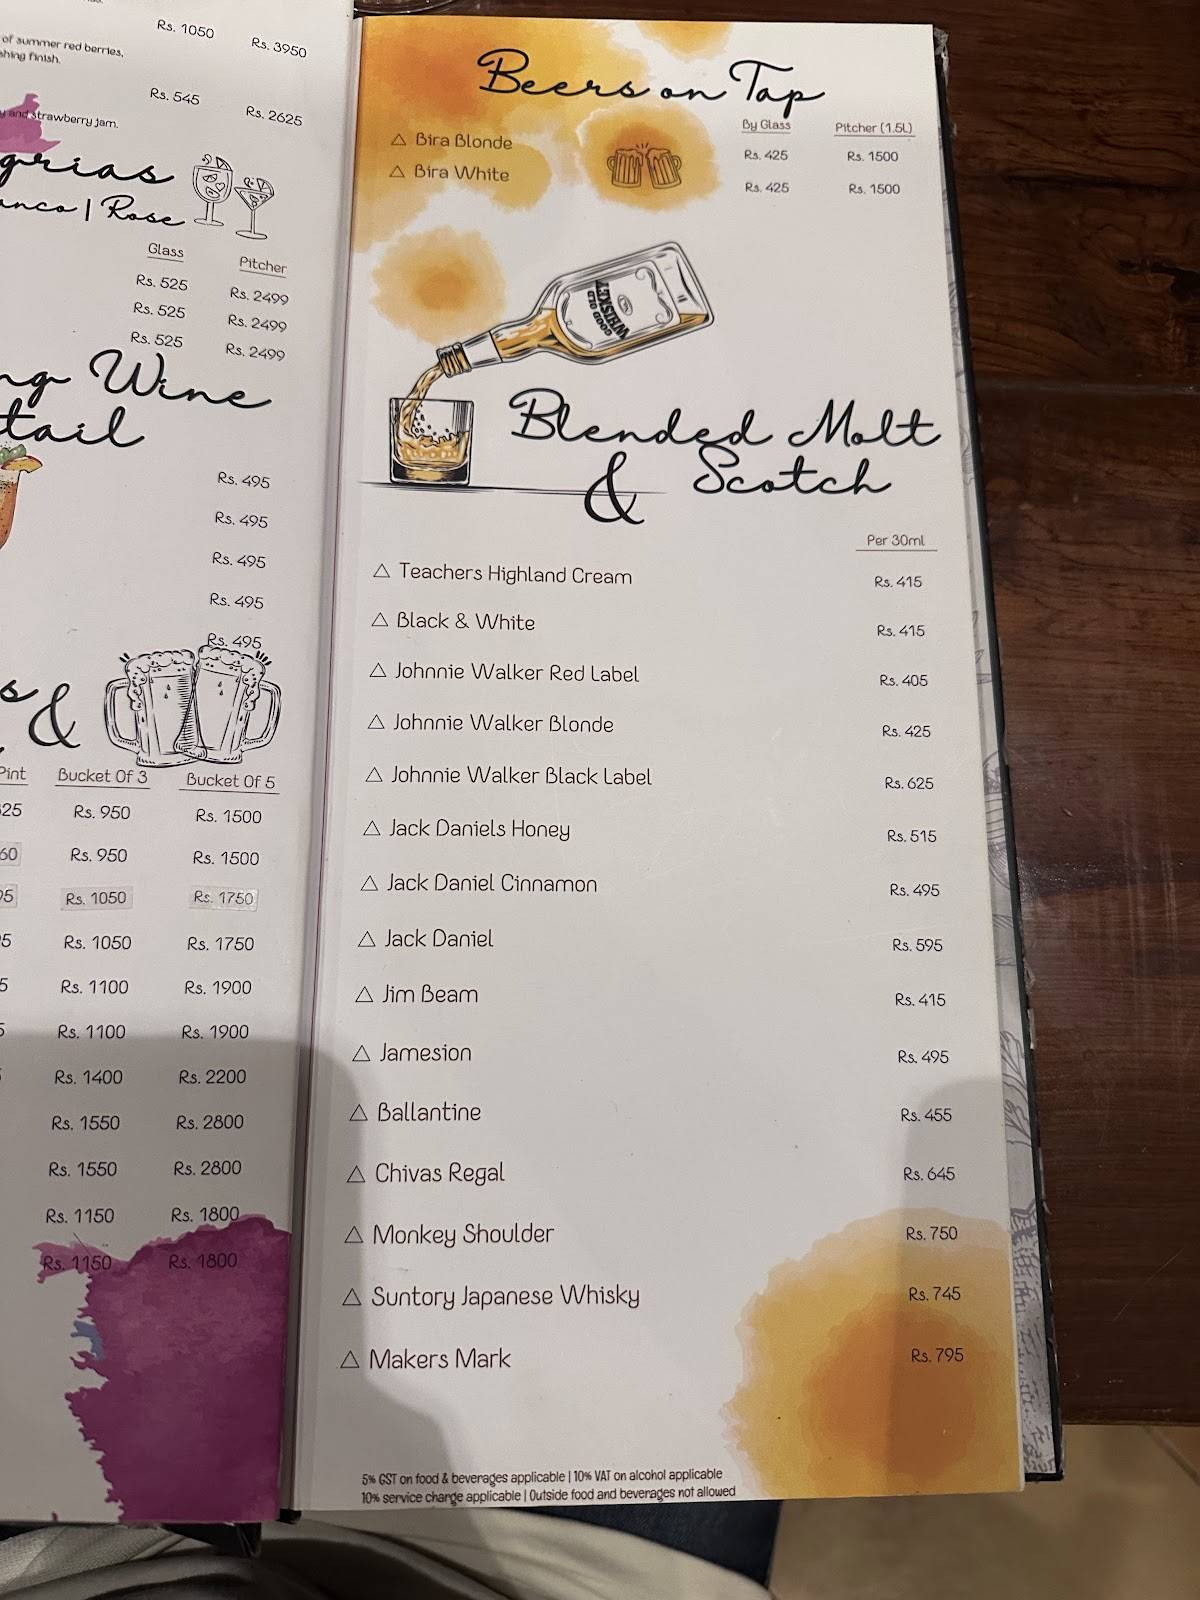 Rs. 1050 Rs. 3950
of summer red berries,
finish.
Rs. 545 Rs. 2625
and strawberry jam.
| Rose
Glass Pitcher
Rs. 525 Rs. 2499
Rs. 525 Rs. 2499
Rs. 525 Rs. 2499
Wine
Rs. 495
Rs. 495
Rs. 495
Rs. 495
Rs. 495
&
Pint Bucket Of 3 Bucket Of 5
Rs. 950 Rs. 1500
Rs. 950 Rs. 1500
Rs. 1050 Rs. 1750
Rs. 1050 Rs. 1750
Rs. 1100 Rs. 1900
Rs. 1100 Rs. 1900
Rs. 1400 Rs. 2200
Rs. 1550 Rs. 2800
Rs. 1550 Rs. 2800
Rs. 1150 Rs. 1800
Rs. 1150 Rs. 1800
Beers on Tap
By Glass Pitcher (1.5L)
△ Bira Blonde Rs. 425 Rs. 1500
△ Bira White Rs. 425 Rs. 1500
GOOD OLD
WHISKEY
Blended Malt
& Scotch
Per 30ml
△ Teachers Highland Cream Rs. 415
△ Black & White Rs. 415
△ Johnnie Walker Red Label Rs. 405
△ Johnnie Walker Blonde Rs. 425
△ Johnnie Walker Black Label Rs. 625
△ Jack Daniels Honey Rs. 515
△ Jack Daniel Cinnamon Rs. 495
△ Jack Daniel Rs. 595
△ Jim Beam Rs. 415
△ Jamesion Rs. 495
△ Ballantine Rs. 455
△ Chivas Regal Rs. 645
△ Monkey Shoulder Rs. 750
△ Suntory Japanese Whisky Rs. 745
△ Makers Mark Rs. 795
5% GST on food & beverages applicable | 10% VAT on alcohol applicable
10% service charge applicable | Outside food and beverages not allowed